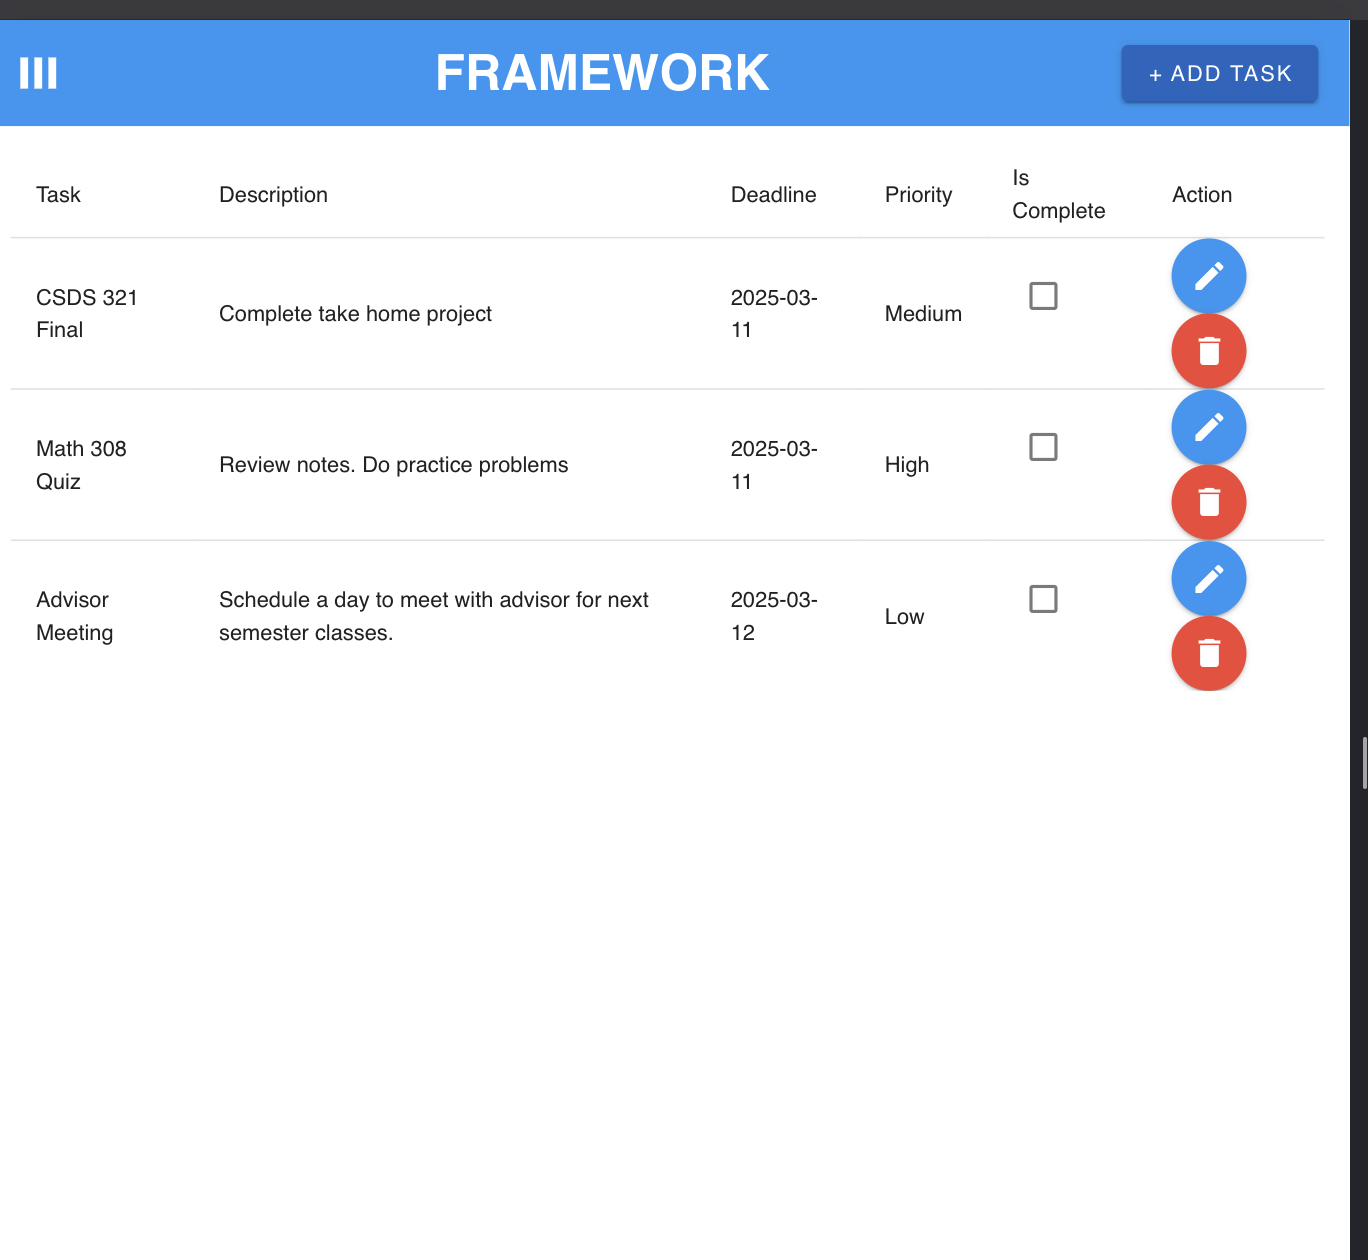 FRAMEWORK
+ ADD TASK
Task
Description
Deadline
Priority
Is
Complete
Action
CSDS 321
Final
Complete take home project
2025-03-
11
Medium
Math 308
Quiz
Review notes. Do practice problems
2025-03-
11
High
Advisor
Meeting
Schedule a day to meet with advisor for next
semester classes.
2025-03-
12
Low